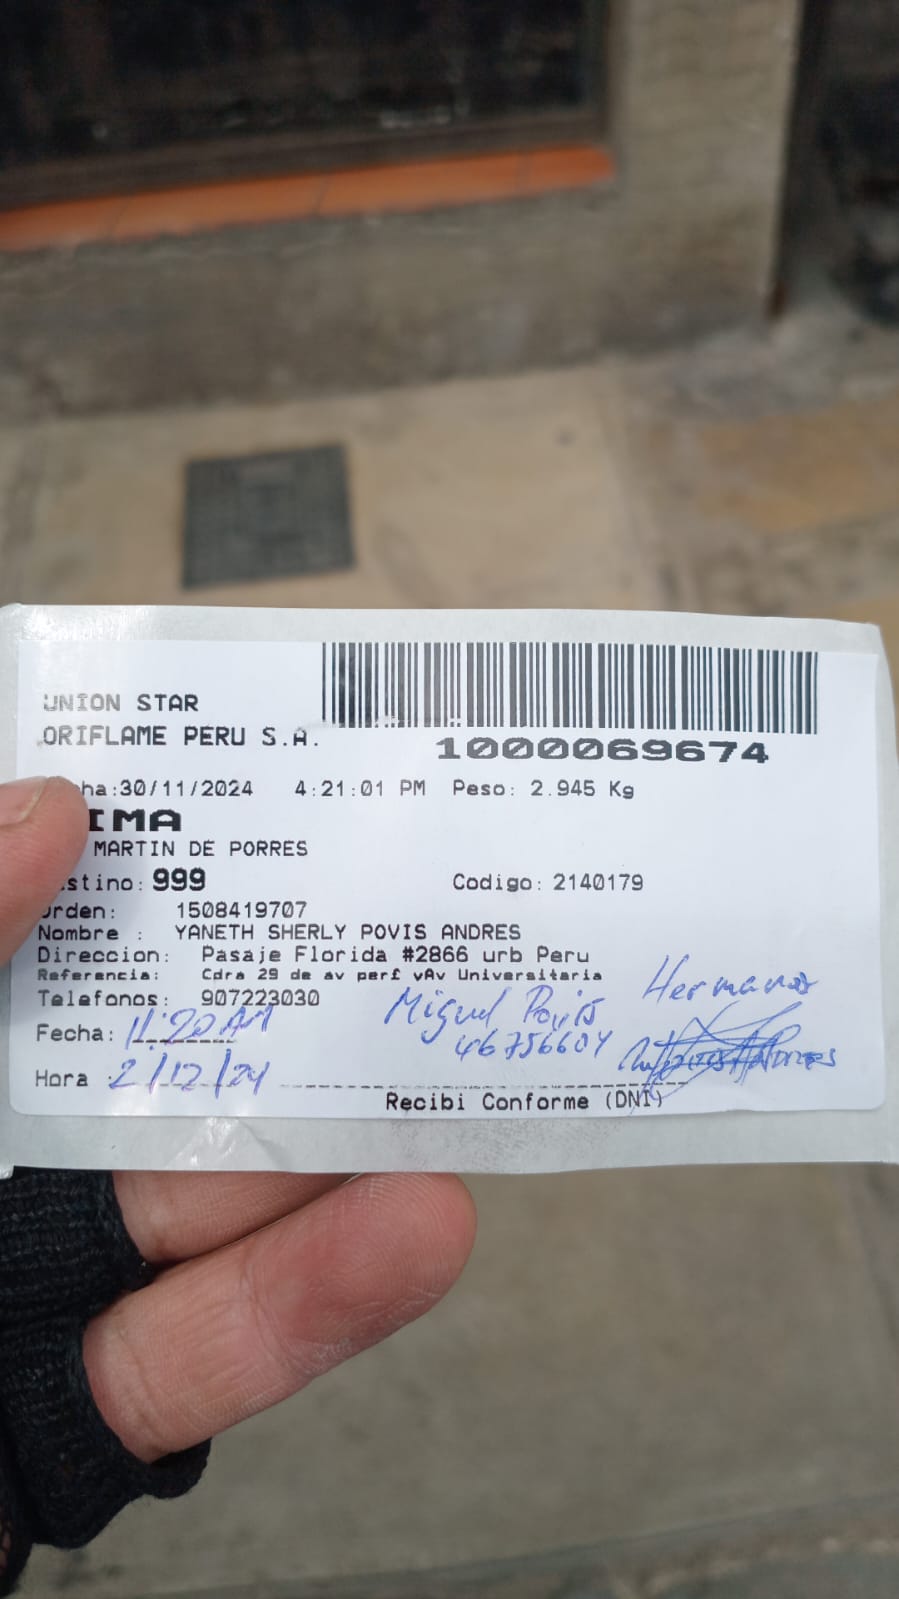 UNION STAR
ORIFLAME PERU S.A.
1000069674
ha:30/11/2024 4:21:01 PM Peso: 2.945 Kg
IMA
MARTIN DE PORRES
stino: 999 Codigo: 2140179
rden: 1508419707
Nombre : YANETH SHERLY POVIS ANDRES
Direccion: Pasaje Florida #2866 urb Peru
Referencia: Cdra 29 de av perf vAv Universitaria
Telefonos: 907223030
Hermanos
Miguel Povis
Fecha: 11:20 AM
46756604
Hora : 2/12/24
Recibi Conforme (DNI)